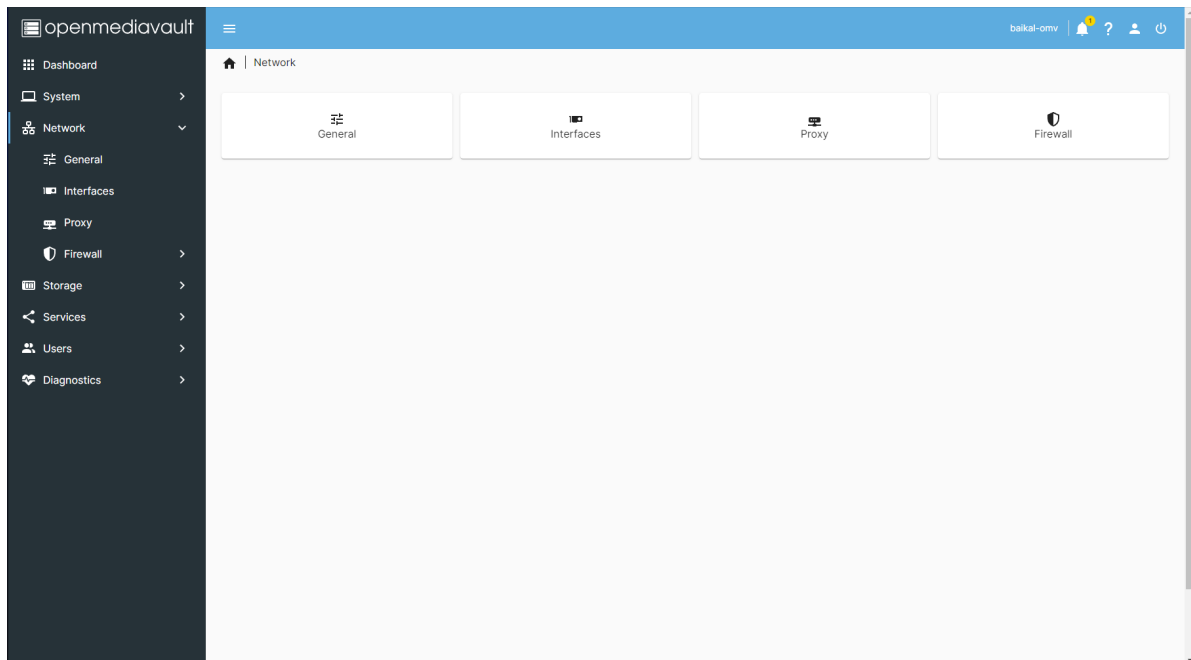 openmediavault
baikal-omv
1
?
Dashboard
Network
System
Network
General
Interfaces
Proxy
Firewall
General
Interfaces
Proxy
Firewall
Storage
Services
Users
Diagnostics